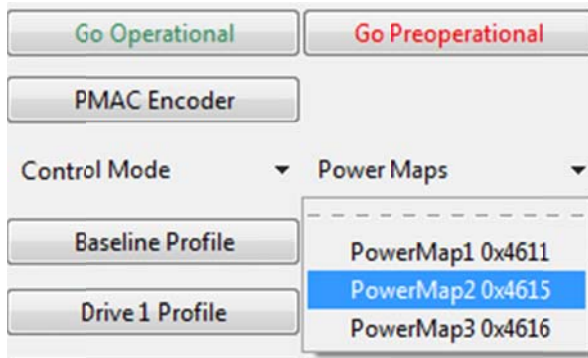 Go Operational
Go Preoperational
PMAC Encoder
Control Mode
Power Maps
Baseline Profile
PowerMap1 0x4611
PowerMap2 0x4615
Drive 1 Profile
PowerMap3 0x4616